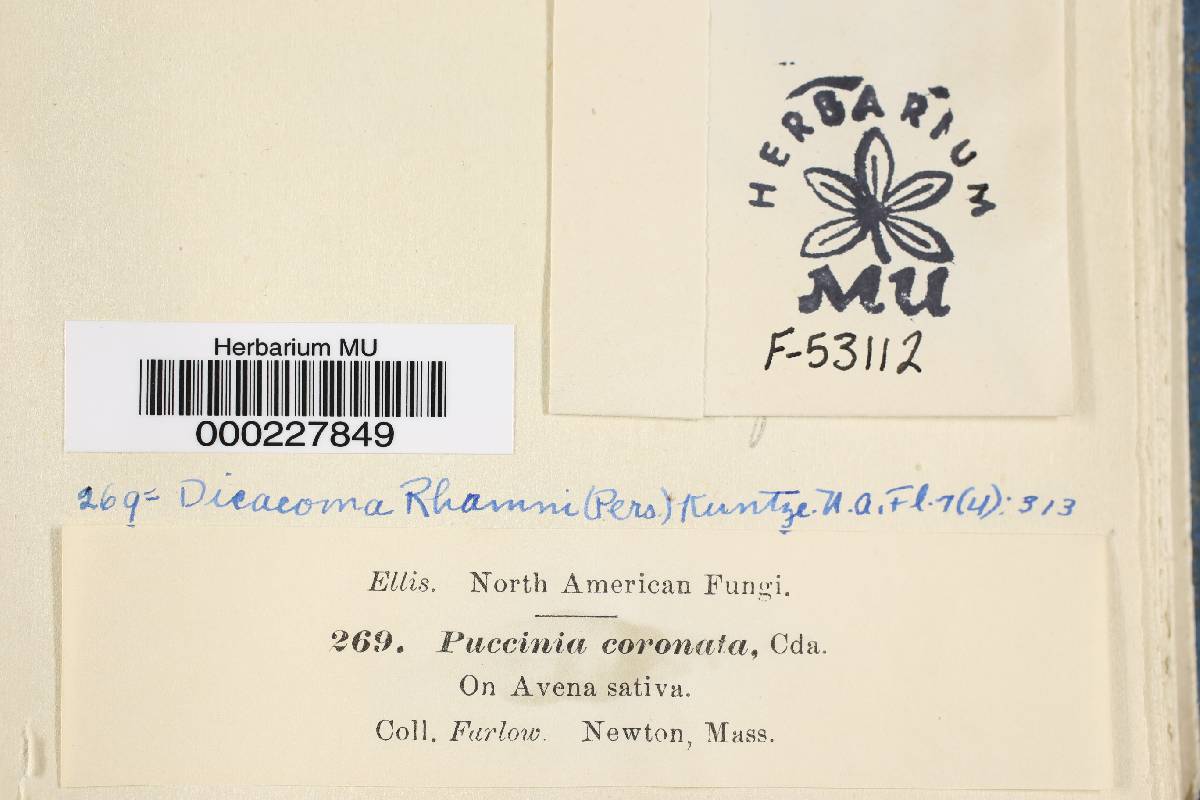 HERBARIUM
MU
F-53112
Herbarium MU
000227849
269= Dicaeoma Rhamni (Pers.) Kuntze. N.A. Fl. 7(4): 313
Ellis. North American Fungi.
269. Puccinia coronata, Cda.
On Avena sativa.
Coll. Farlow. Newton, Mass.